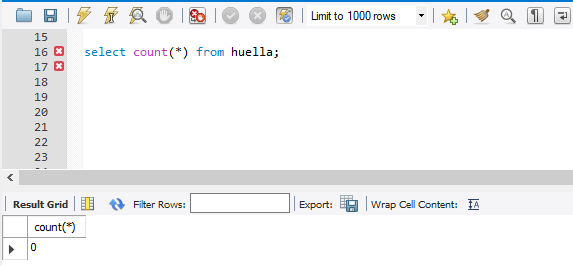 Limit to 1000 rows
15
16 select count(*) from huella;
17
18
19
20
21
22
23
Result Grid Filter Rows: Export: Wrap Cell Content: IA
count(*)
0